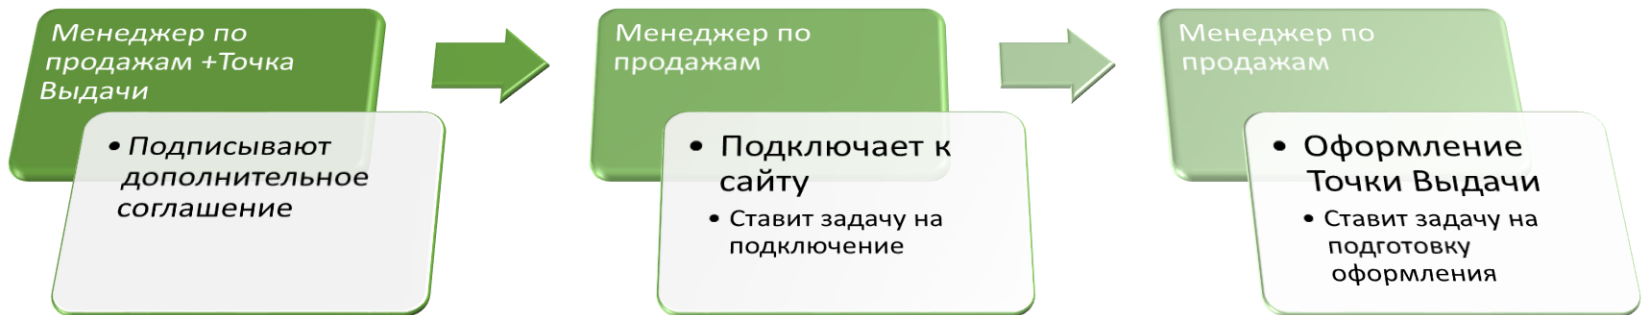 Менеджер по
продажам +Точка
Выдачи
• Подписывают
дополнительное
соглашение
Менеджер по
продажам
• Подключает к
сайту
• Ставит задачу на
подключение
Менеджер по
продажам
• Оформление
Точки Выдачи
• Ставит задачу на
подготовку
оформления